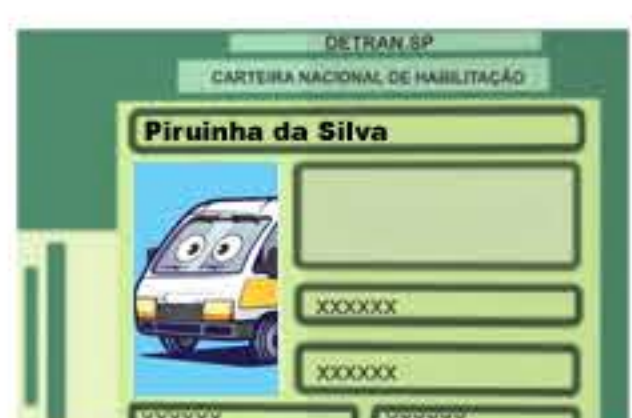 DETRAN.SP
CARTEIRA NACIONAL DE HABILITAÇÃO
Piruinha da Silva
XXXXXX
XXXXXX